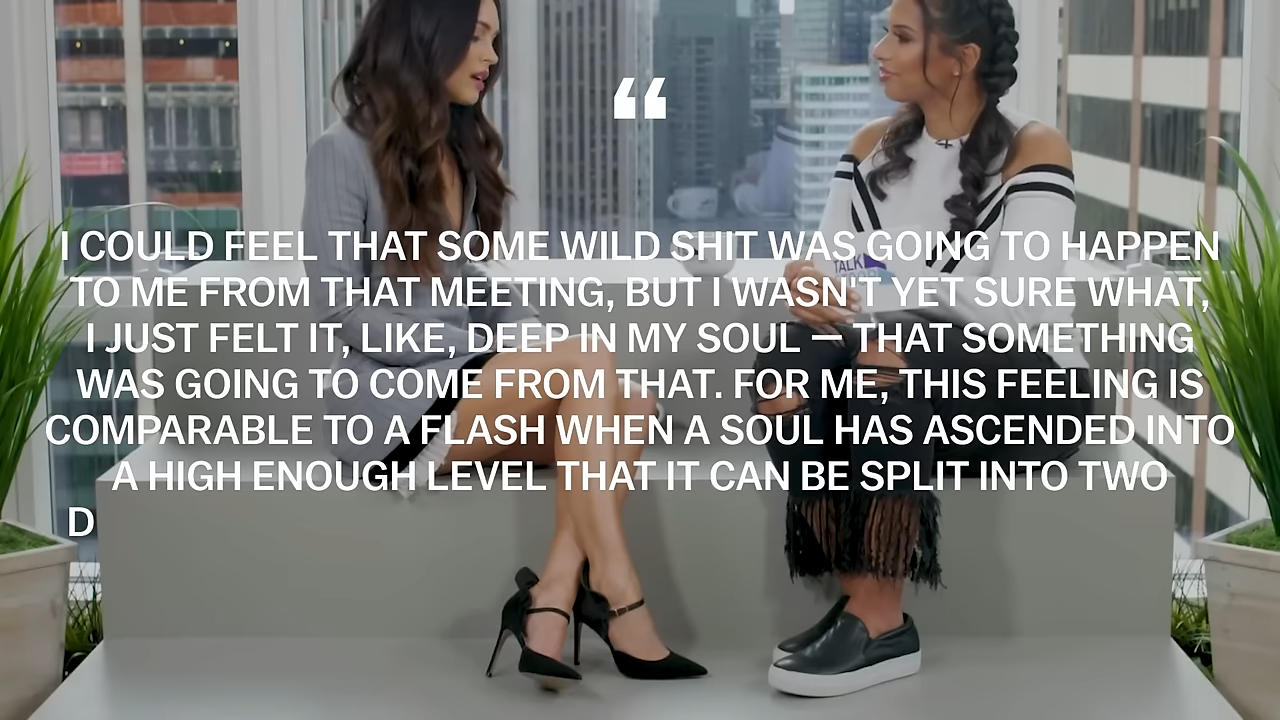 “
I COULD FEEL THAT SOME WILD SHIT WAS GOING TO HAPPEN
TO ME FROM THAT MEETING, BUT I WASN'T YET SURE WHAT,
I JUST FELT IT, LIKE, DEEP IN MY SOUL — THAT SOMETHING
WAS GOING TO COME FROM THAT. FOR ME, THIS FEELING IS
COMPARABLE TO A FLASH WHEN A SOUL HAS ASCENDED INTO
A HIGH ENOUGH LEVEL THAT IT CAN BE SPLIT INTO TWO
D
TALK